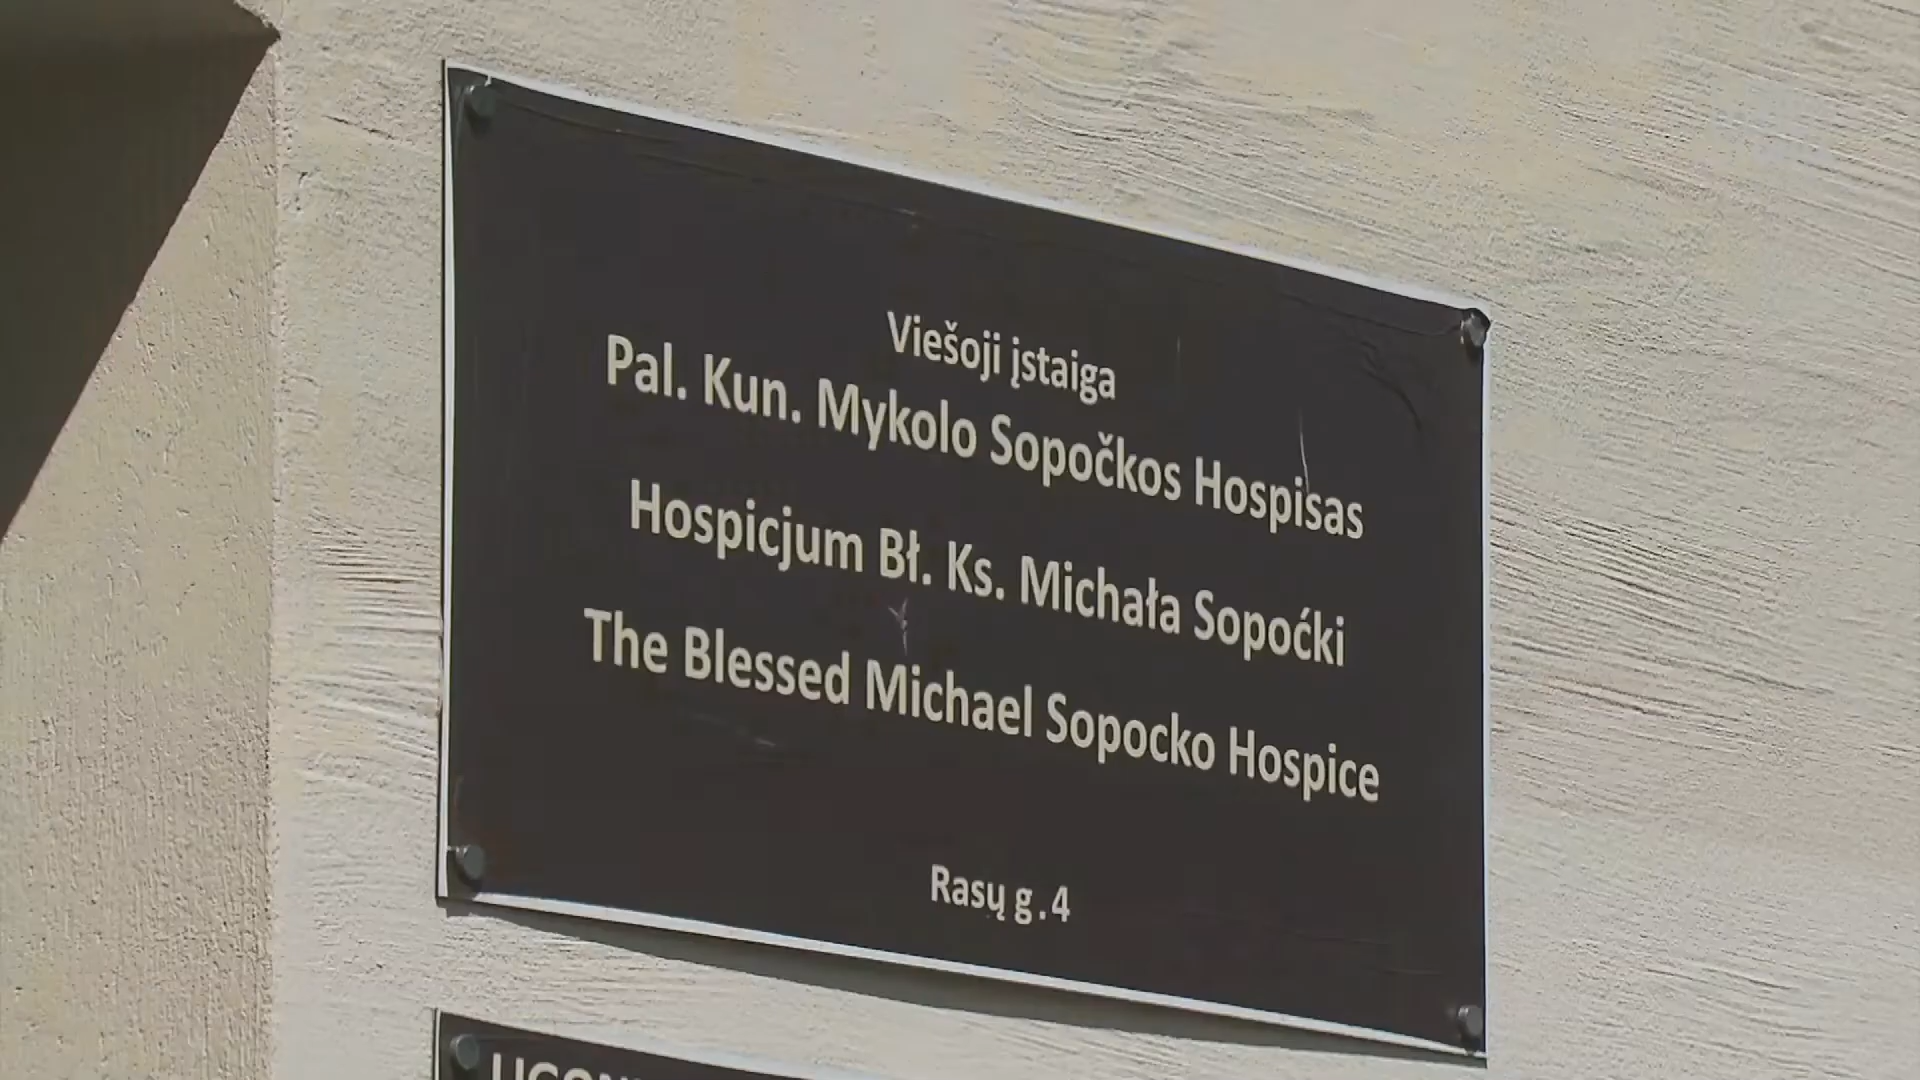 Viešoji įstaiga
Pal. Kun. Mykolo Sopočkos Hospisas
Hospicjum Bł. Ks. Michała Sopoćki
The Blessed Michael Sopocko Hospice
Rasų g.4